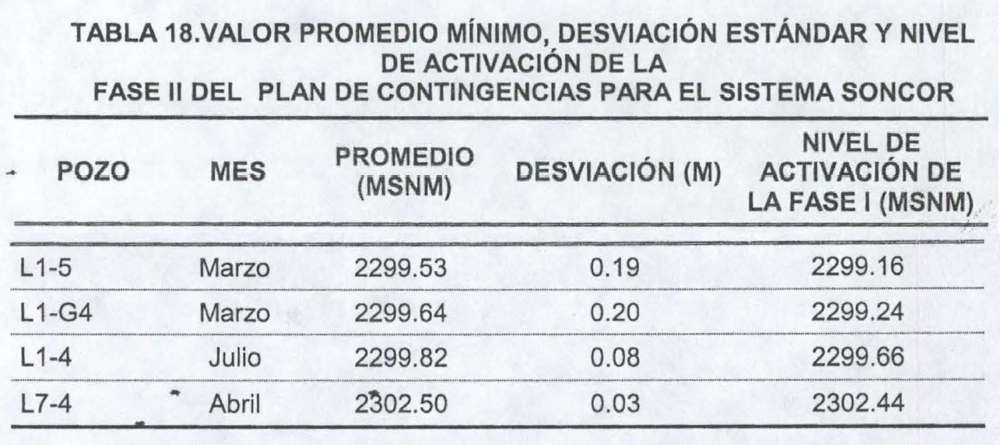 TABLA 18.VALOR PROMEDIO MÍNIMO, DESVIACIÓN ESTÁNDAR Y NIVEL
DE ACTIVACIÓN DE LA
FASE II DEL PLAN DE CONTINGENCIAS PARA EL SISTEMA SONCOR
POZO MES PROMEDIO (MSNM) DESVIACIÓN (M) NIVEL DE ACTIVACIÓN DE LA FASE I (MSNM)
L1-5 Marzo 2299.53 0.19 2299.16
L1-G4 Marzo 2299.64 0.20 2299.24
L1-4 Julio 2299.82 0.08 2299.66
L7-4 Abril 2302.50 0.03 2302.44